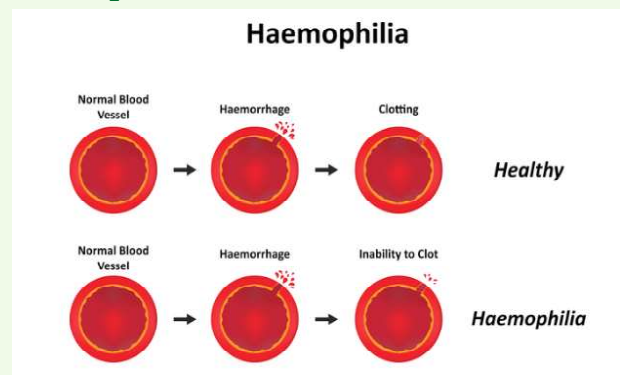 Haemophilia
Normal Blood
Vessel
Haemorrhage
Clotting
Healthy
Normal Blood
Vessel
Haemorrhage
Inability to Clot
Haemophilia